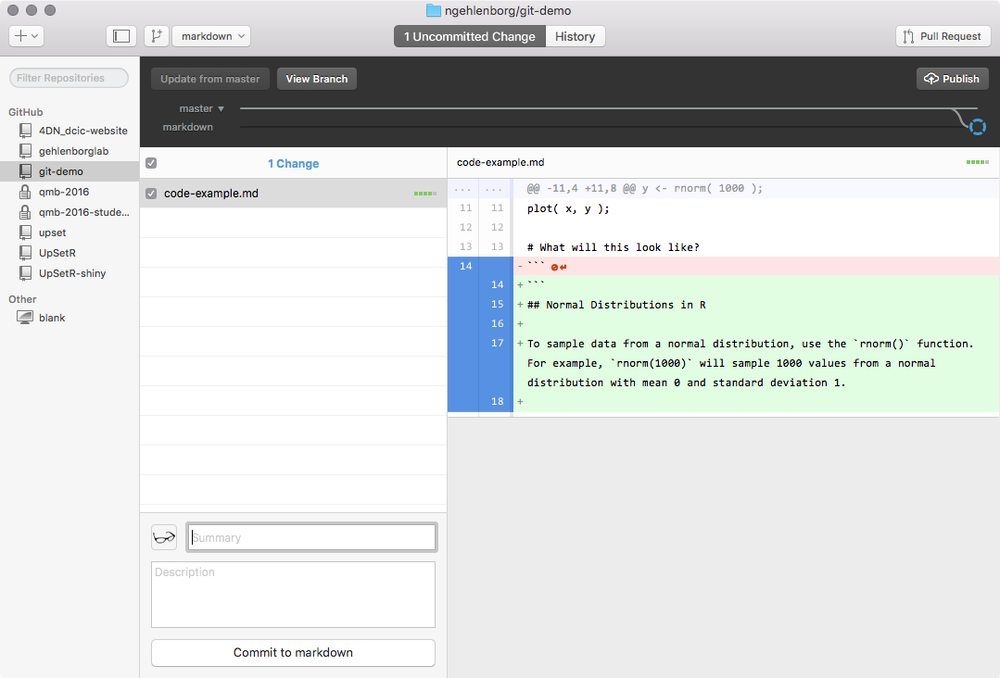 ngehlenborg/git-demo
markdown
1 Uncommitted Change
History
Pull Request
Filter Repositories
GitHub
4DN_dcic-website
gehlenborglab
git-demo
qmb-2016
qmb-2016-stude...
upset
UpSetR
UpSetR-shiny
Other
blank
Update from master
View Branch
Publish
master
markdown
1 Change
code-example.md
Summary
Description
Commit to markdown
code-example.md
... ... @@ -11,4 +11,8 @@ y <- rnorm( 1000 );
11 11 plot( x, y );
12 12
13 13 # What will this look like?
14 -```
14 +```
15 +## Normal Distributions in R
16 +
17 +To sample data from a normal distribution, use the `rnorm()` function.
For example, `rnorm(1000)` will sample 1000 values from a normal
distribution with mean 0 and standard deviation 1.
18 +